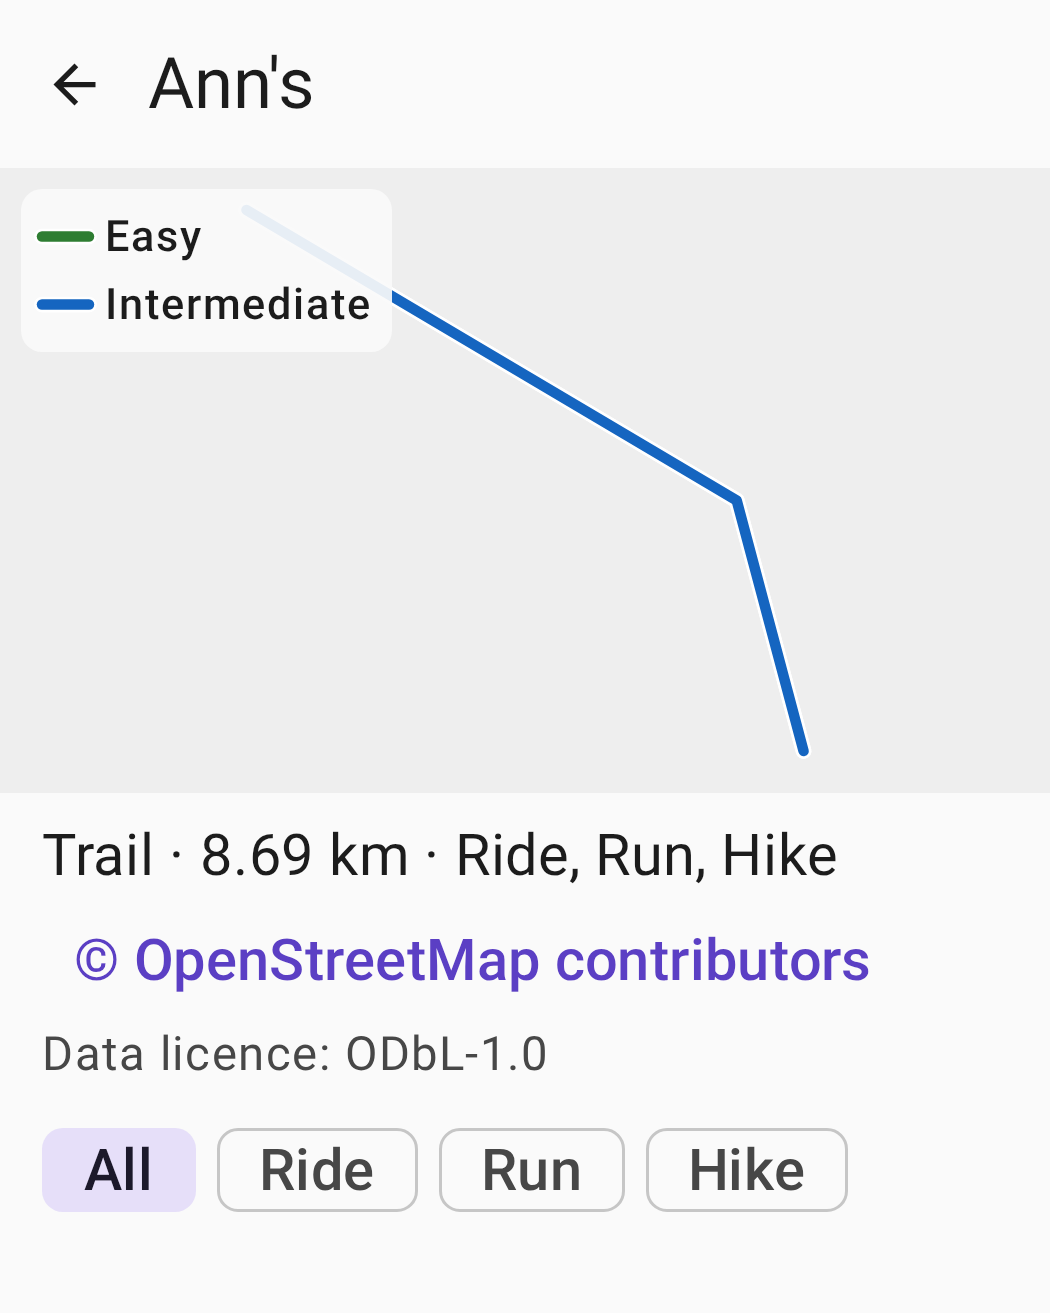 Ann's
Easy
Intermediate
Trail · 8.69 km · Ride, Run, Hike
© OpenStreetMap contributors
Data licence: ODbL-1.0
All Ride Run Hike